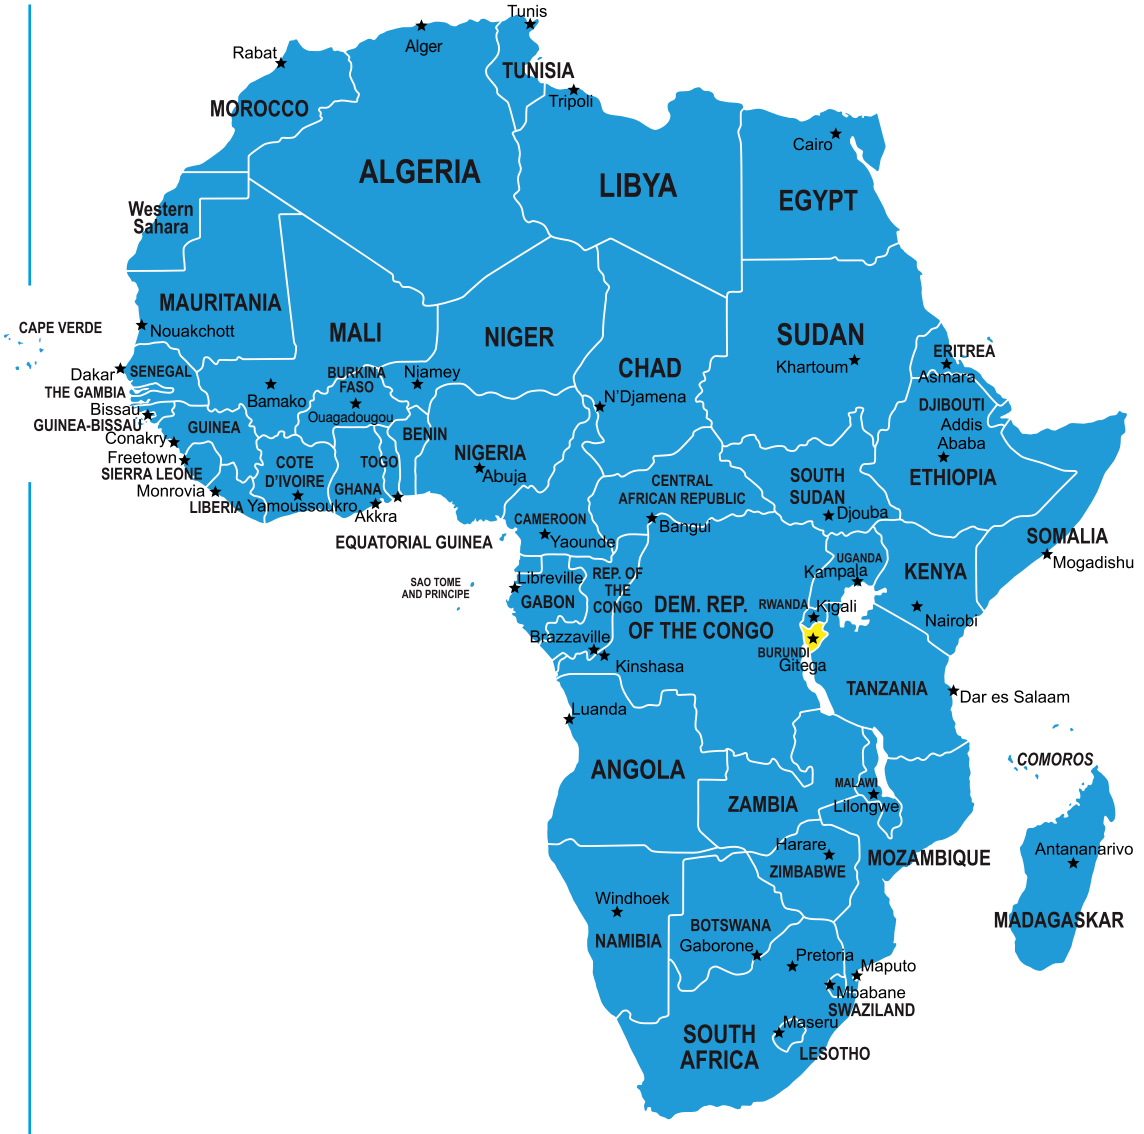 Tunis
Rabat
Alger
TUNISIA
Tripoli
MOROCCO
Cairo
ALGERIA
LIBYA
EGYPT
Western
Sahara
MAURITANIA
Nouakchott
CAPE VERDE
MALI
NIGER
SUDAN
CHAD
Khartoum
ERITREA
Asmara
SENEGAL
Dakar
BURKINA
FASO
Niamey
THE GAMBIA
Bamako
N'Djamena
DJIBOUTI
Bissau
Ouagadougou
Addis
Ababa
GUINEA-BISSAU
GUINEA
BENIN
Conakry
NIGERIA
Freetown
SIERRA LEONE
COTE
D'IVOIRE
TOGO
Abuja
CENTRAL
AFRICAN REPUBLIC
SOUTH
SUDAN
ETHIOPIA
Monrovia
GHANA
LIBERIA
Yamoussoukro
Akkra
CAMEROON
Yaounde
Bangui
Djouba
EQUATORIAL GUINEA
SOMALIA
Mogadishu
UGANDA
Kampala
KENYA
SAO TOME
AND PRINCIPE
Libreville
GABON
REP. OF
THE
CONGO
DEM. REP.
OF THE CONGO
RWANDA
Kigali
Nairobi
Brazzaville
Kinshasa
BURUNDI
Gitega
TANZANIA
Dar es Salaam
Luanda
ANGOLA
COMOROS
MALAWI
ZAMBIA
Lilongwe
Harare
ZIMBABWE
MOZAMBIQUE
Antananarivo
Windhoek
NAMIBIA
BOTSWANA
Gaborone
MADAGASKAR
Pretoria
Maputo
Mbabane
SWAZILAND
Maseru
SOUTH
AFRICA
LESOTHO